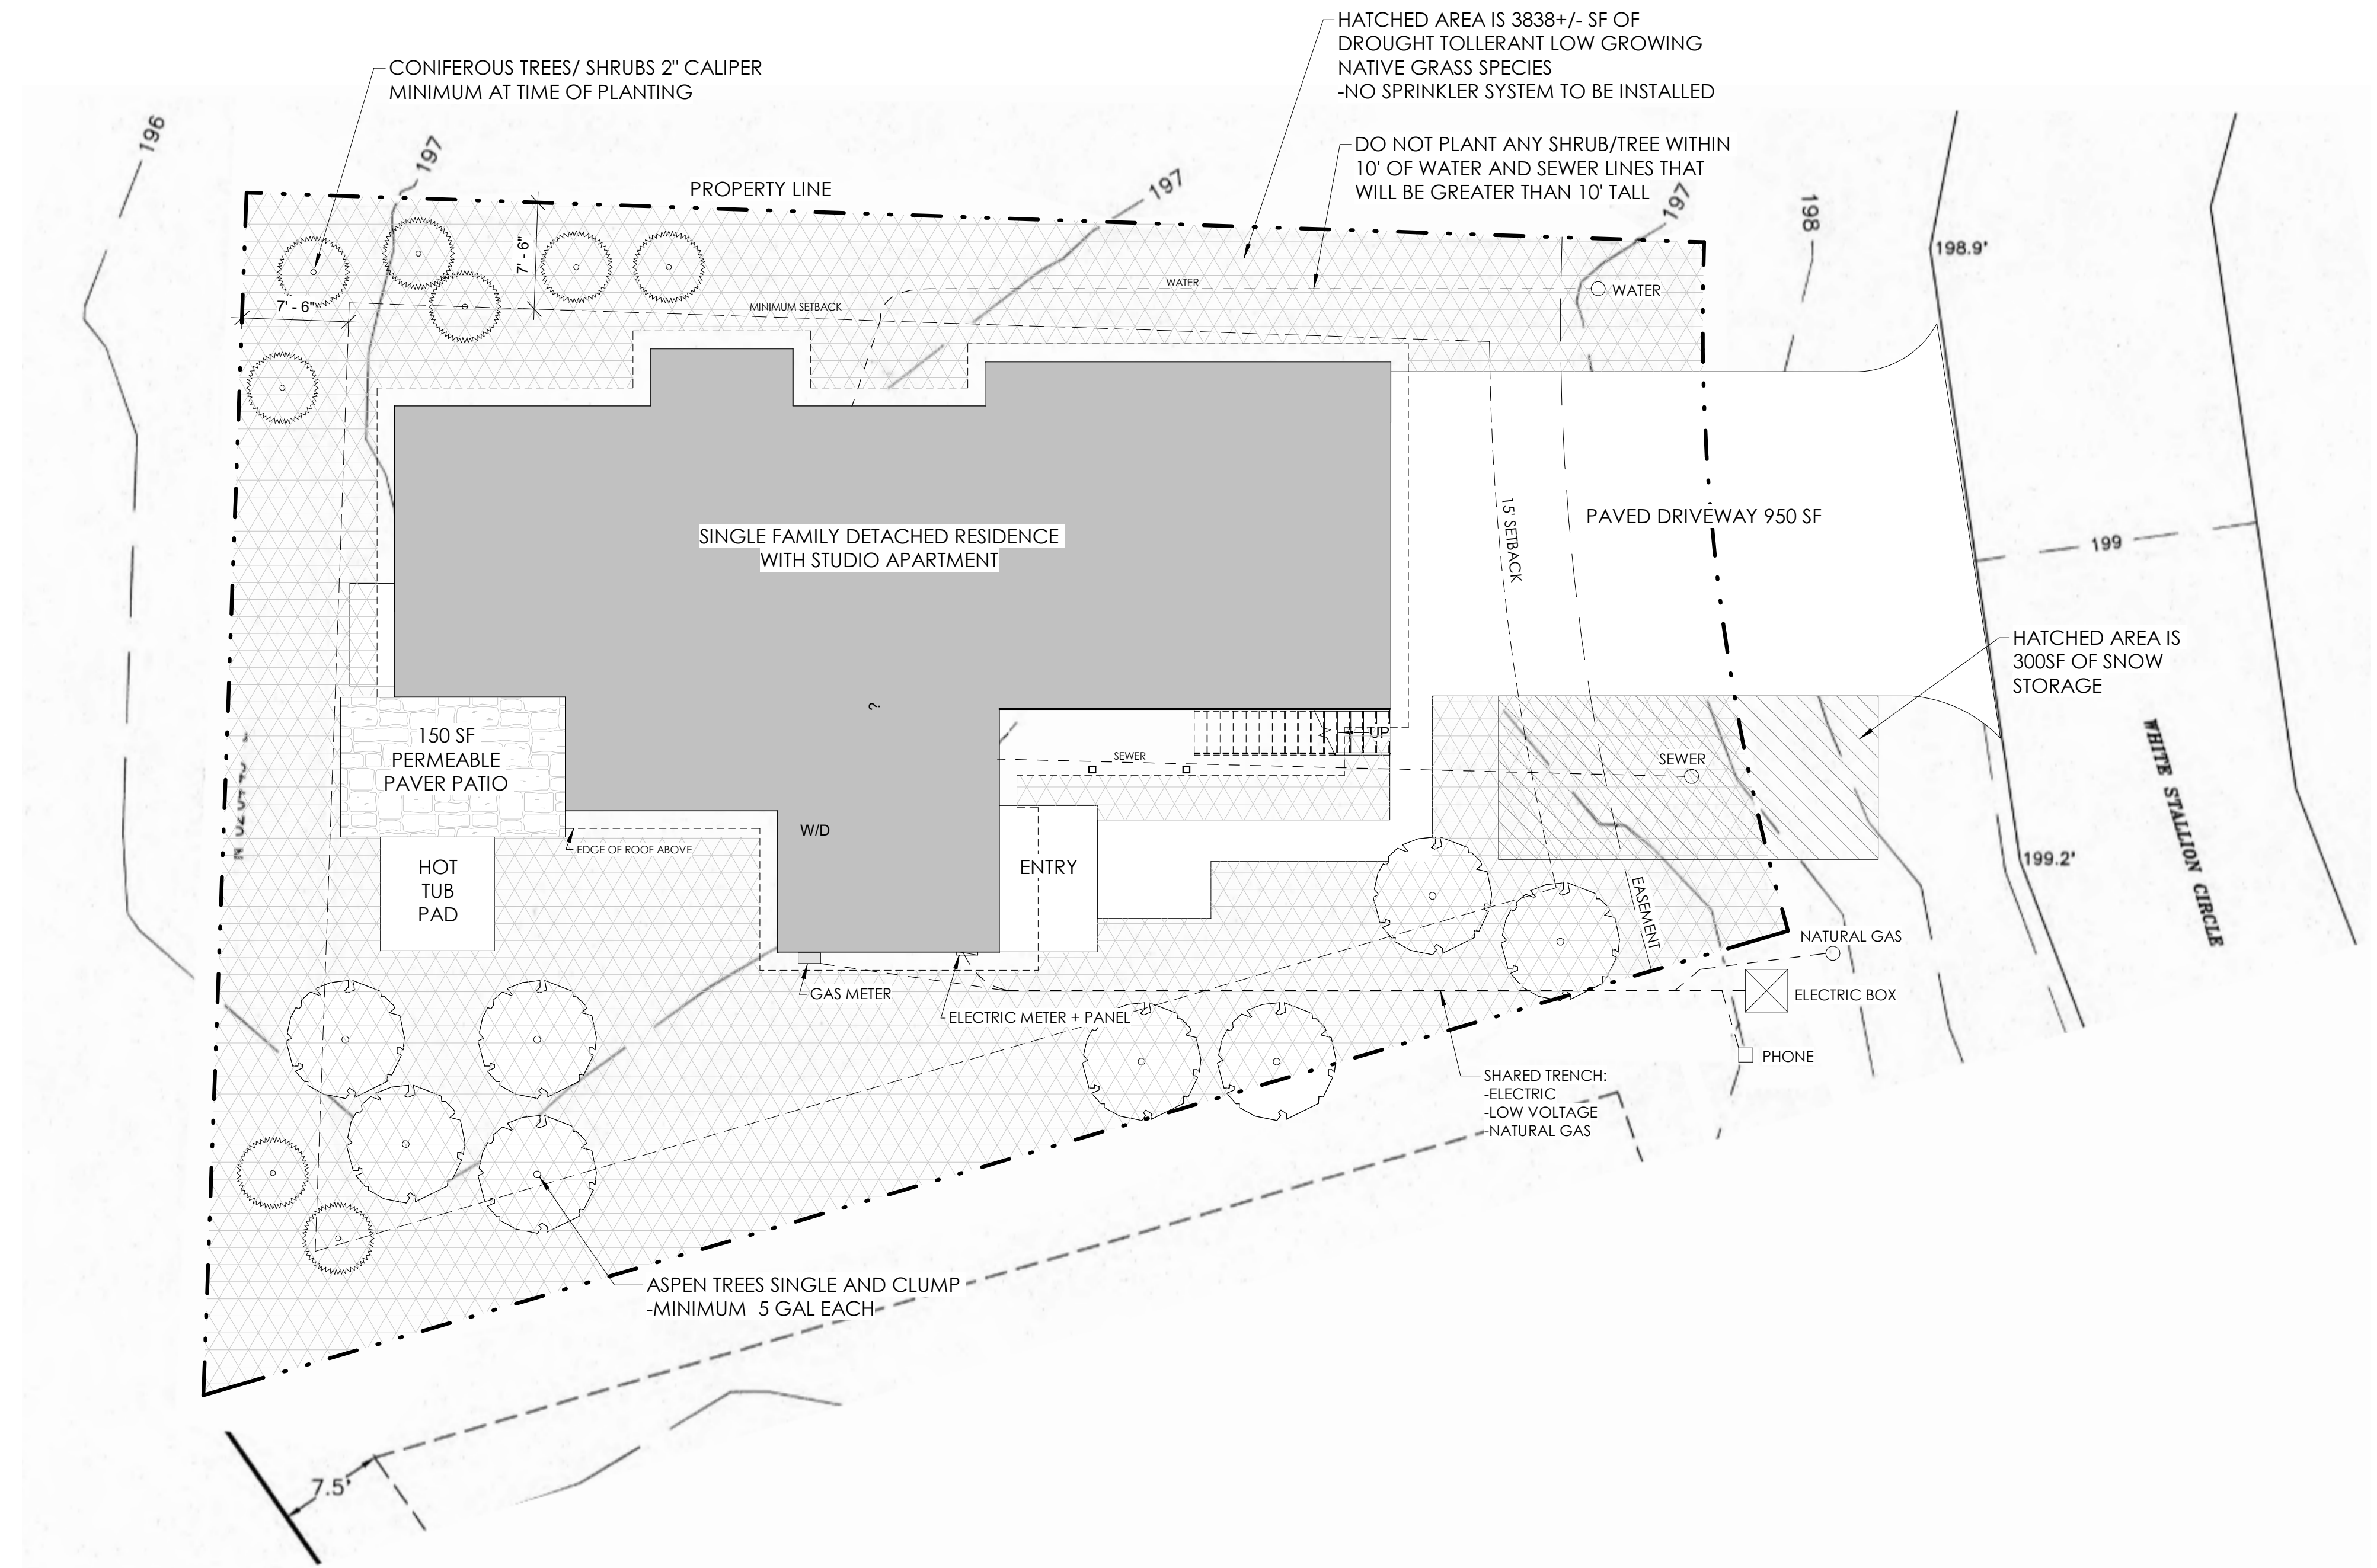 HATCHED AREA IS 3838+/- SF OF
DROUGHT TOLLERANT LOW GROWING
NATIVE GRASS SPECIES
-NO SPRINKLER SYSTEM TO BE INSTALLED
CONIFEROUS TREES/ SHRUBS 2" CALIPER
MINIMUM AT TIME OF PLANTING
DO NOT PLANT ANY SHRUB/TREE WITHIN
10' OF WATER AND SEWER LINES THAT
WILL BE GREATER THAN 10' TALL
196
197
PROPERTY LINE
197
197
198
198.9'
7' - 6"
7' - 6"
WATER
WATER
MINIMUM SETBACK
SINGLE FAMILY DETACHED RESIDENCE
WITH STUDIO APARTMENT
15' SETBACK
PAVED DRIVEWAY 950 SF
199
HATCHED AREA IS
300SF OF SNOW
STORAGE
?
150 SF
PERMEABLE
PAVER PATIO
UP
SEWER
SEWER
WHITE STALLION CIRCLE
W/D
EDGE OF ROOF ABOVE
HOT
TUB
PAD
ENTRY
199.2'
EASEMENT
NATURAL GAS
GAS METER
ELECTRIC METER + PANEL
ELECTRIC BOX
PHONE
SHARED TRENCH:
-ELECTRIC
-LOW VOLTAGE
-NATURAL GAS
ASPEN TREES SINGLE AND CLUMP
-MINIMUM  5 GAL EACH
7.5'